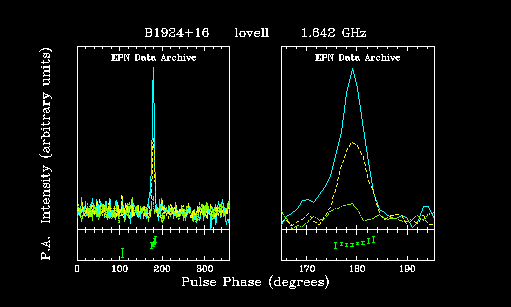 B1924+16 lovell 1.642 GHz
EPN Data Archive EPN Data Archive
P.A. Intensity (arbitrary units)
0 100 200 300 170 180 190
Pulse Phase (degrees)